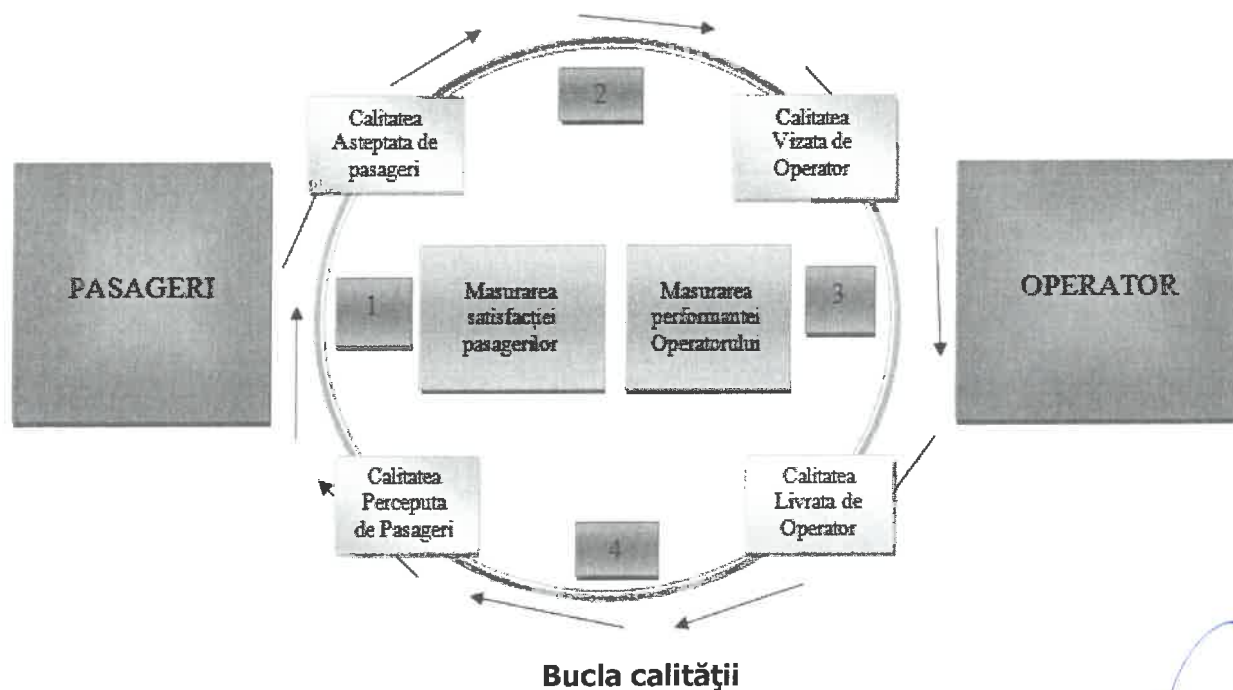 2
Calitatea
Asteptata de
pasageri
Calitatea
Vizata de
Operator
PASAGERI
1
Masurarea
satisfacției
pasagerilor
Masurarea
performantei
Operatorului
3
OPERATOR
Calitatea
Perceputa
de Pasageri
4
Calitatea
Livrata de
Operator
Bucla calităţii